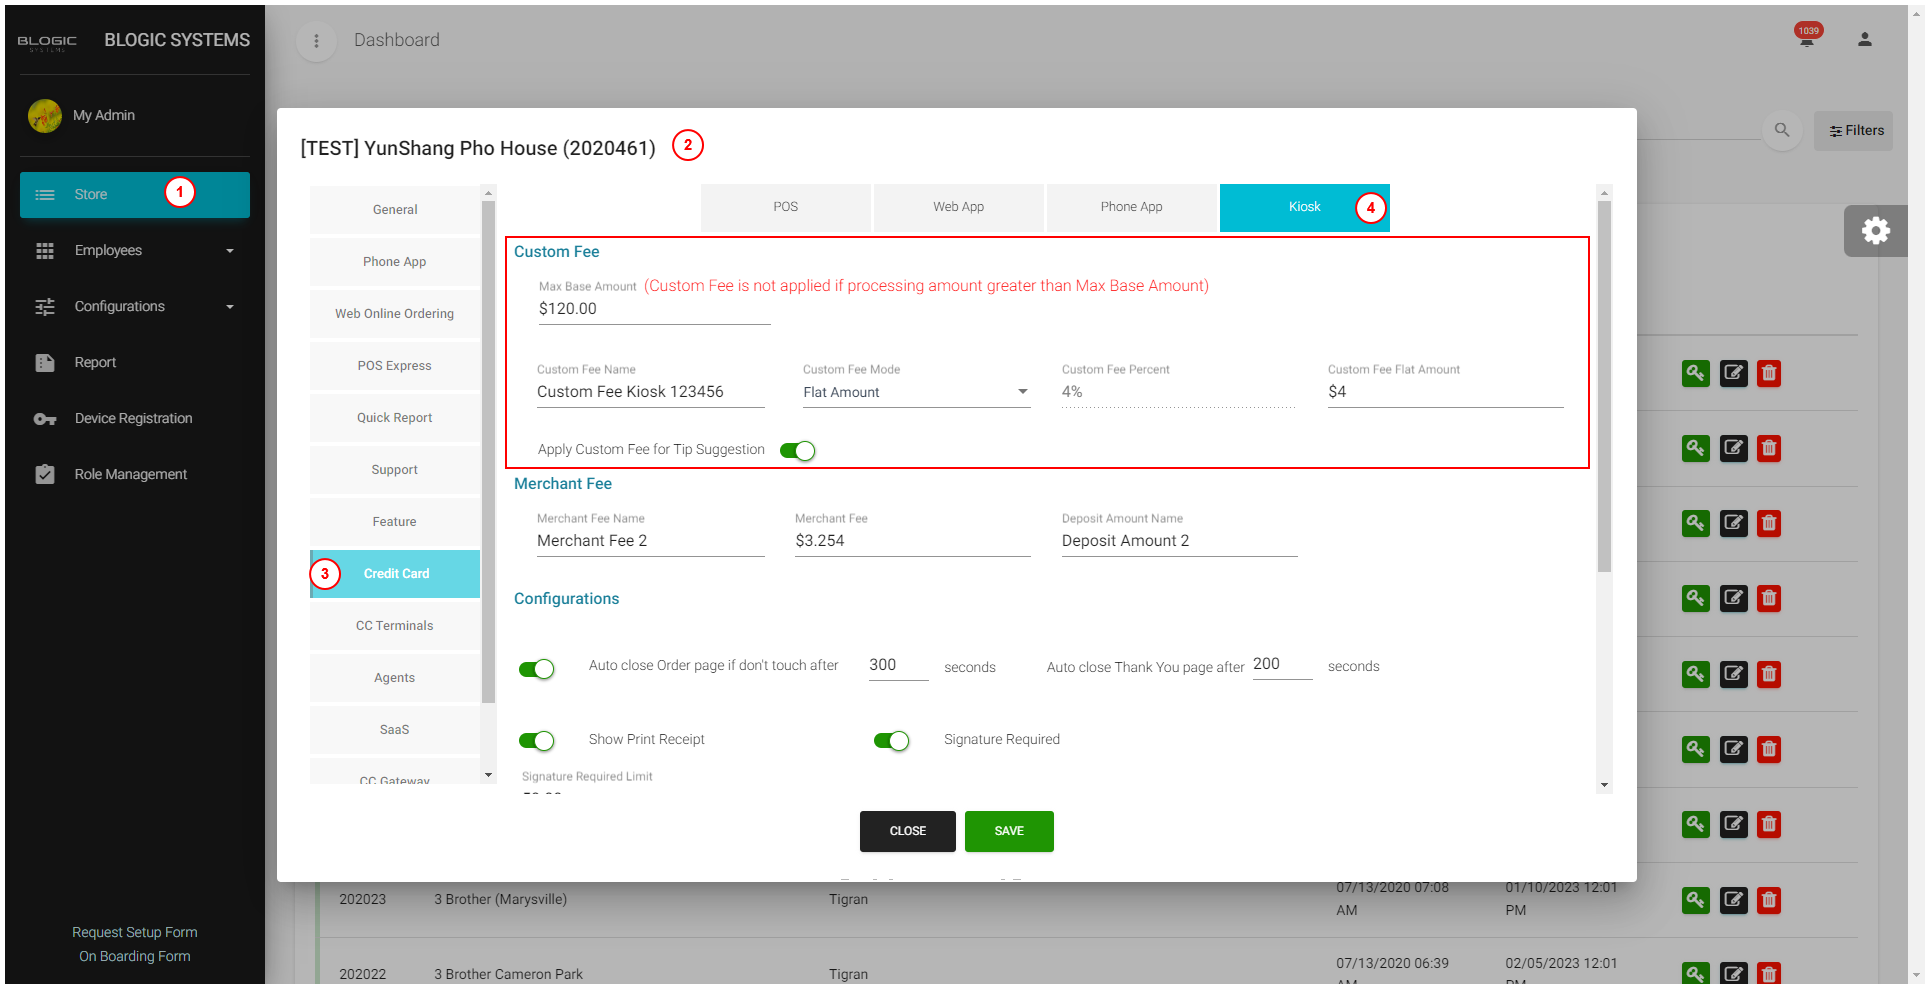 BLOGIC
SYSTEMS
BLOGIC SYSTEMS
Dashboard
1039
My Admin
Filters
[TEST] YunShang Pho House (2020461)
2
Store
1
Employees
Configurations
Report
Device Registration
Role Management
Request Setup Form
On Boarding Form
General
Phone App
Web Online Ordering
POS Express
Quick Report
Support
Feature
3
Credit Card
CC Terminals
Agents
SaaS
CC Gateway
POS
Web App
Phone App
Kiosk
4
Custom Fee
Max Base Amount (Custom Fee is not applied if processing amount greater than Max Base Amount)
$120.00
Custom Fee Name
Custom Fee Mode
Custom Fee Percent
Custom Fee Flat Amount
Custom Fee Kiosk 123456
Flat Amount
4%
$4
Apply Custom Fee for Tip Suggestion
Merchant Fee
Merchant Fee Name
Merchant Fee
Deposit Amount Name
Merchant Fee 2
$3.254
Deposit Amount 2
Configurations
Auto close Order page if don't touch after 300 seconds
Auto close Thank You page after 200 seconds
Show Print Receipt
Signature Required
Signature Required Limit
CLOSE
SAVE
202023
3 Brother (Marysville)
Tigran
07/13/2020 07:08
AM
01/10/2023 12:01
PM
202022
3 Brother Cameron Park
Tigran
07/13/2020 06:39
AM
02/05/2023 12:01
PM